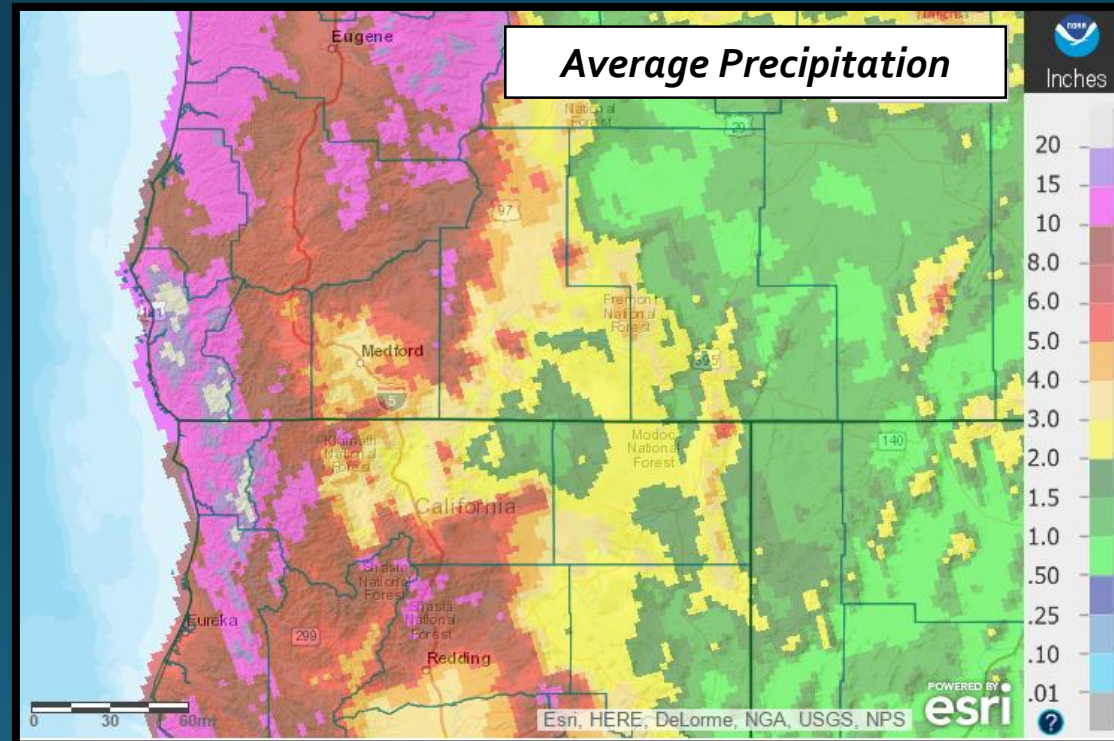 Average Precipitation
NOAA
Inches
20
15
10
8.0
6.0
5.0
4.0
3.0
2.0
1.5
1.0
.50
.25
.10
.01
?
Eugene
National
Forest
20
97
Fremont
National
Forest
Medford
395
5
Klamath
National
Forest
Modoc
National
Forest
140
California
Shasta
National
Forest
Shasta
National
Forest
Eureka
299
Redding
0 30 60mi
Esri, HERE, DeLorme, NGA, USGS, NPS
POWERED BY
esri